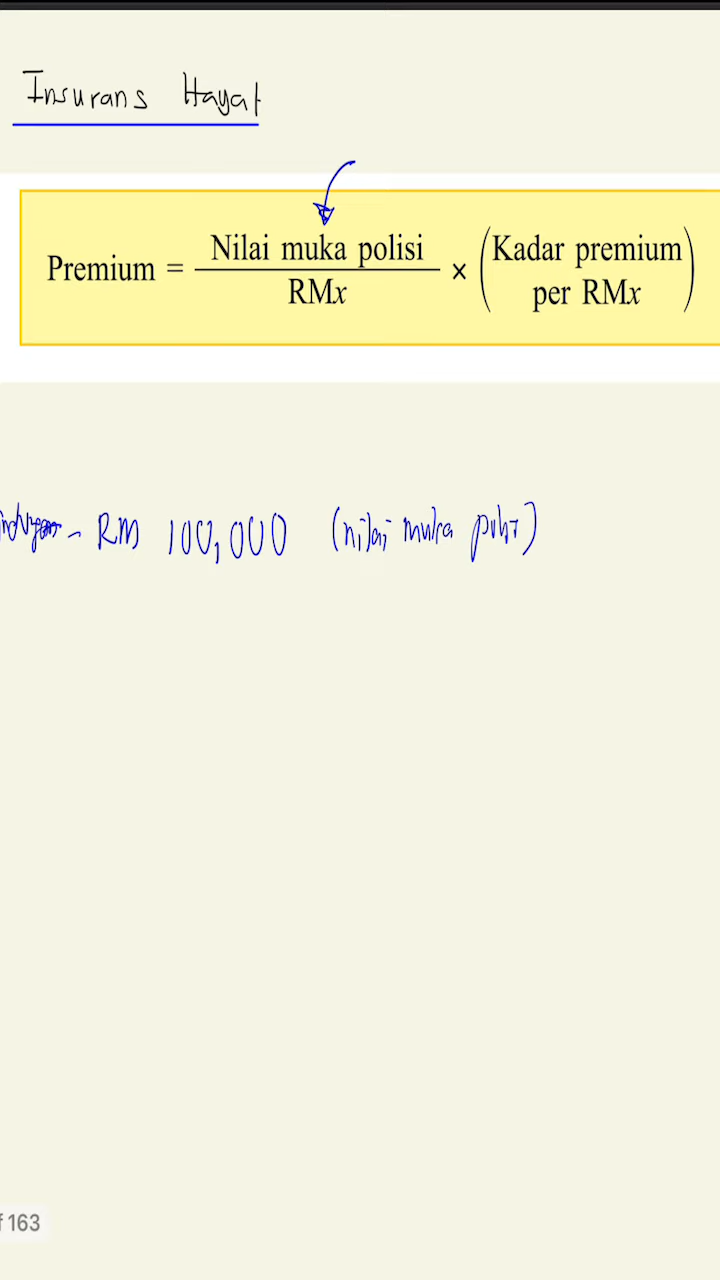 Insurans Hayat
Premium = Nilai muka polisi / RMx × (Kadar premium per RMx)
- RM 100,000 (nilai muka polisi)
f 163